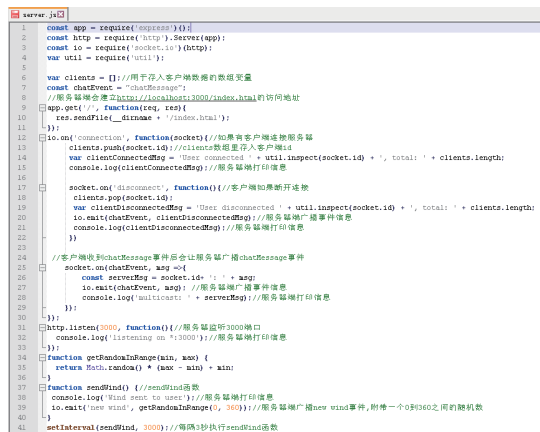 server.js
1 const app = require('express')();
2 const http = require('http').Server(app);
3 const io = require('socket.io')(http);
4 var util = require('util');
5
6 var clients = [];//用于存入客户端数据的数组变量
7 const chatEvent = "chatMessage";
8 //服务器端会建立http://localhost:3000/index.html的访问地址
9 app.get('/', function(req, res){
10 res.sendFile(__dirname + '/index.html');
11 });
12 io.on('connection', function(socket){//如果有客户端连接服务器
13 clients.push(socket.id);//clients数组里存入客户端id
14 var clientConnectedMsg = 'User connected ' + util.inspect(socket.id) + ', total: ' + clients.length;
15 console.log(clientConnectedMsg);//服务器端打印信息
16
17 socket.on('disconnect', function(){//客户端如果断开连接
18 clients.pop(socket.id);
19 var clientDisconnectedMsg = 'User disconnected ' + util.inspect(socket.id) + ', total: ' + clients.length;
20 io.emit(chatEvent, clientDisconnectedMsg);//服务器端广播事件信息
21 console.log(clientDisconnectedMsg);//服务器端打印信息
22 })
23
24 //客户端收到chatMessage事件后会让服务器广播chatMessage事件
25 socket.on(chatEvent, msg =>{
26 const serverMsg = socket.id+ ': ' + msg;
27 io.emit(chatEvent, msg); //服务器端广播事件信息
28 console.log('multicast: ' + serverMsg);//服务器端打印信息
29 });
30 });
31 http.listen(3000, function(){//服务器监听3000端口
32 console.log('listening on *:3000');//服务器端打印信息
33 });
34 function getRandomInRange(min, max) {
35 return Math.random() * (max - min) + min;
36 }
37 function sendWind() {//sendWind函数
38 console.log('Wind sent to user');//服务器端打印信息
39 io.emit('new wind', getRandomInRange(0, 360));//服务器端广播new wind事件,附带一个0到360之间的随机数
40 }
41 setInterval(sendWind, 3000);//每隔3秒执行sendWind函数